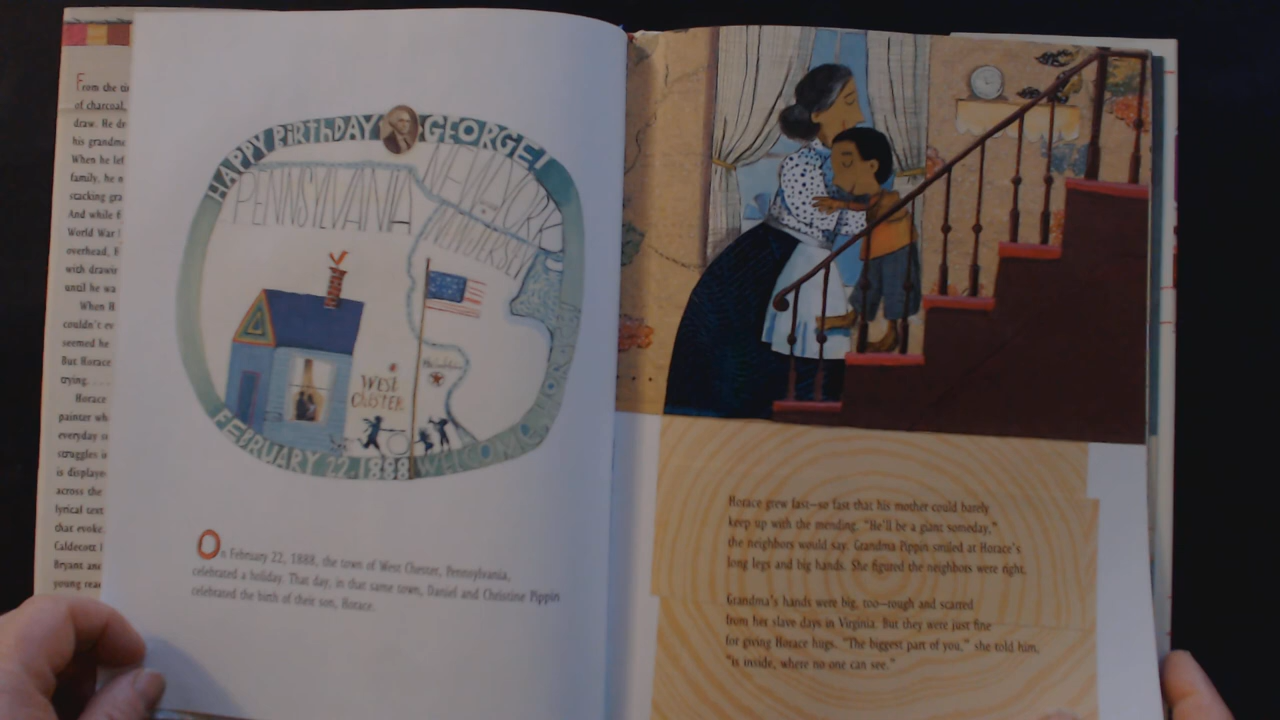 From the ti
of charcoal,
draw. He de
his grandm
When he lef
family, he n
stacking gra
And while f
World War
overhead,
with drawi
until he wa
When H
couldn't ev
seemed he
But Horace
trying. . . .
Horace
painter wh
everyday
struggles i
is display
across the
lyrical text
that evoke
Caldecott
Bryant and
young rea
HAPPY BIRTHDAY GEORGE!
PENNSYLVANIA
NEW YORK
NEW JERSEY
WEST
CHESTER
FEBRUARY 22, 1888 WELCOME
On February 22, 1888, the town of West Chester, Pennsylvania,
celebrated a holiday. That day, in that same town, Daniel and Christine Pippin
celebrated the birth of their son, Horace.
Horace grew fast—so fast that his mother could barely
keep up with the mending. "He'll be a giant someday,"
the neighbors would say. Grandma Pippin smiled at Horace's
long legs and big hands. She figured the neighbors were right.
Grandma's hands were big, too—tough and scarred
from her slave days in Virginia. But they were just fine
for giving Horace hugs. "The biggest part of you," she told him,
"is inside, where no one can see."